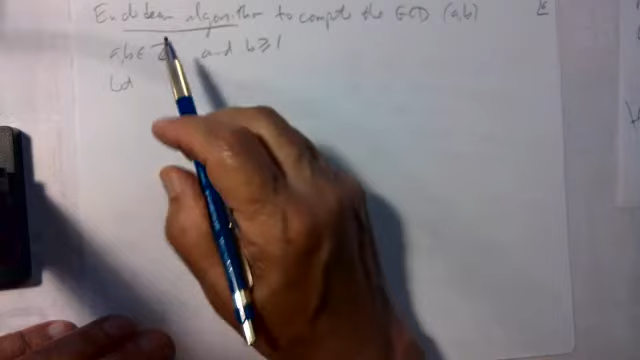 Euclidean algorithm to compute the GCD (a,b)
a,b ∈ ℤ and b ≥ 1
Let